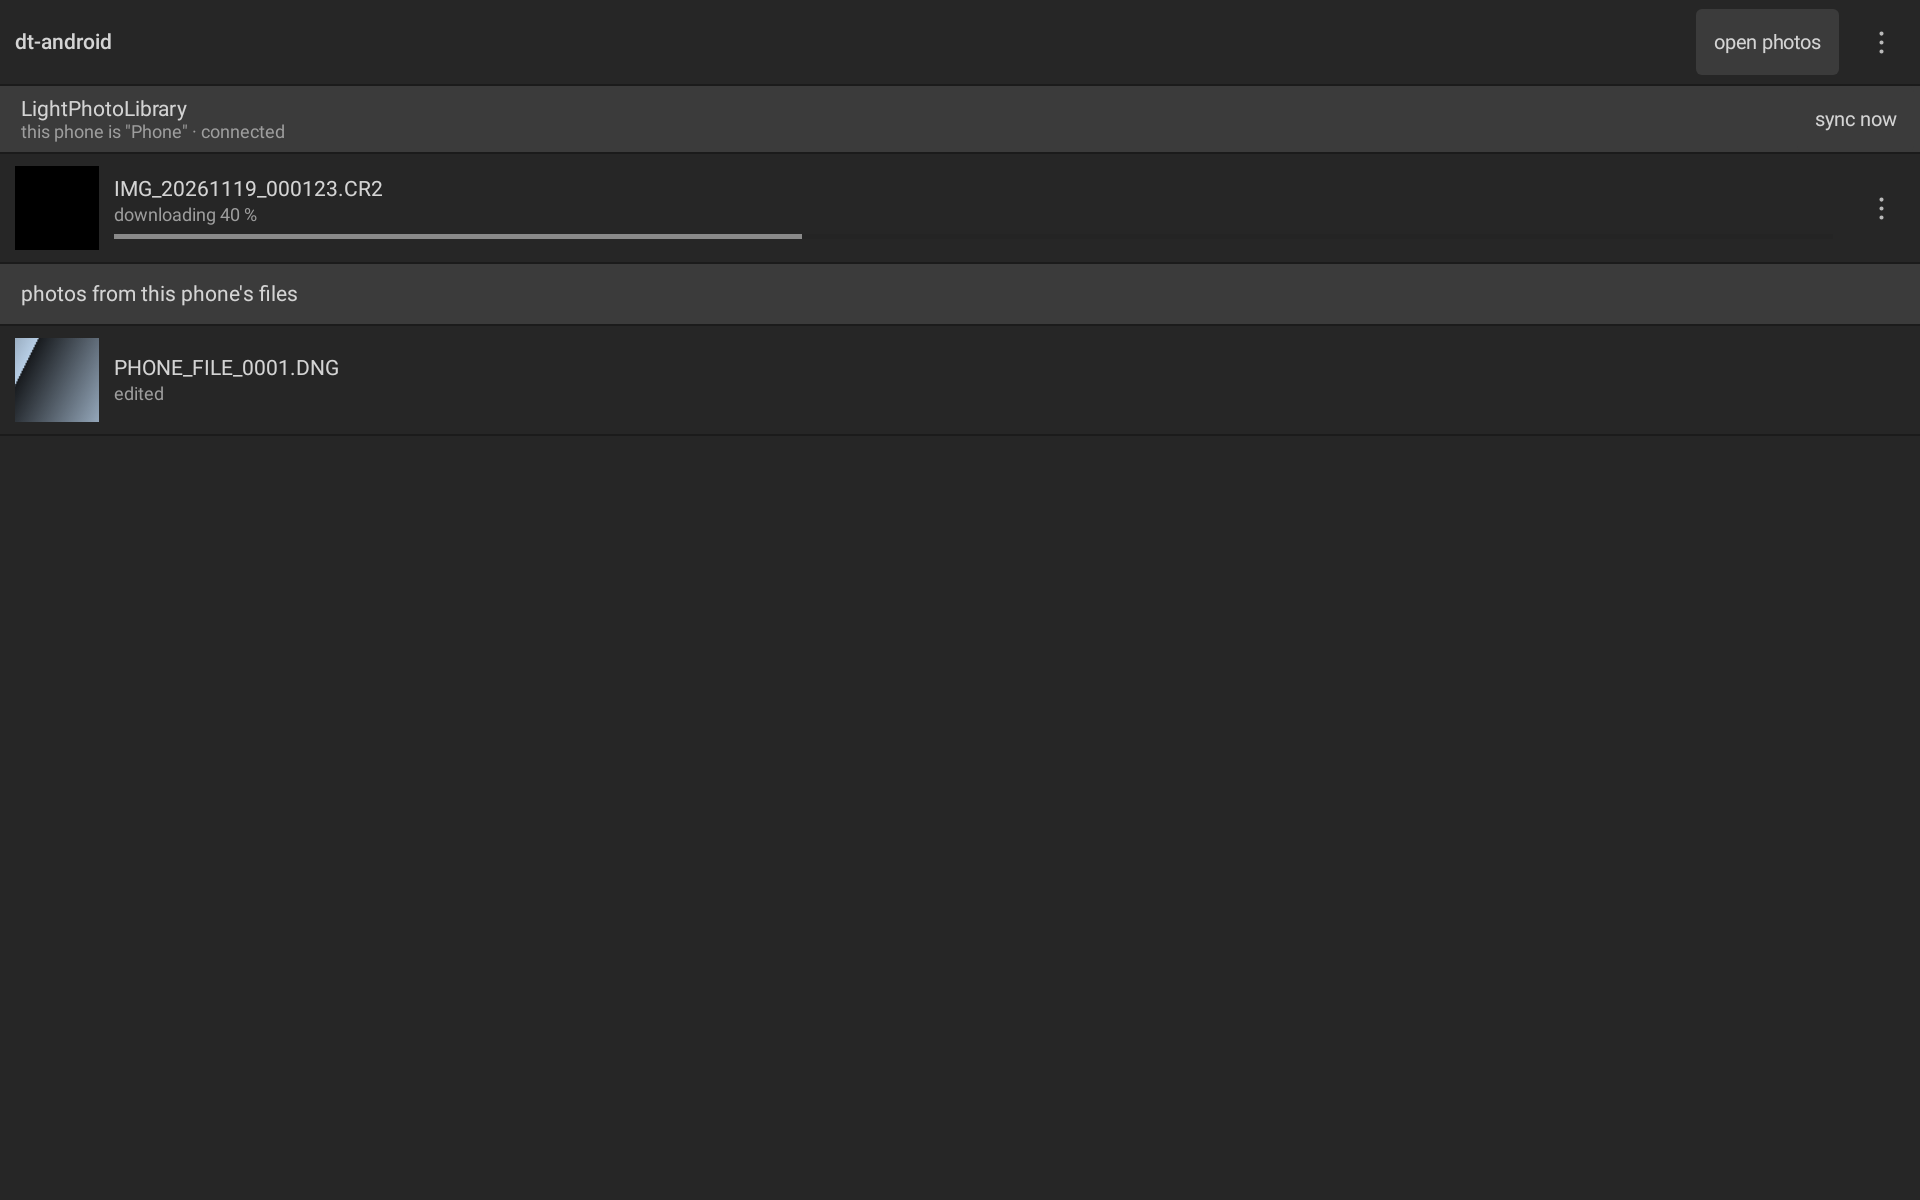 dt-android
open photos
LightPhotoLibrary
this phone is "Phone" · connected
sync now
IMG_20261119_000123.CR2
downloading 40 %
photos from this phone's files
PHONE_FILE_0001.DNG
edited